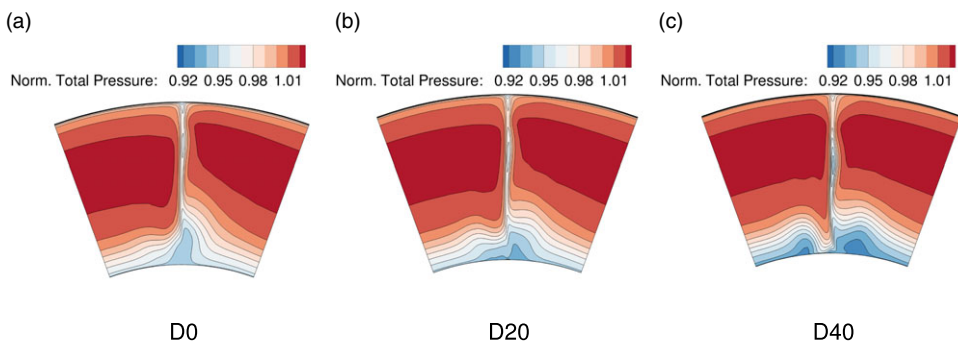 (a)
Norm. Total Pressure: 0.92 0.95 0.98 1.01
D0
(b)
Norm. Total Pressure: 0.92 0.95 0.98 1.01
D20
(c)
Norm. Total Pressure: 0.92 0.95 0.98 1.01
D40